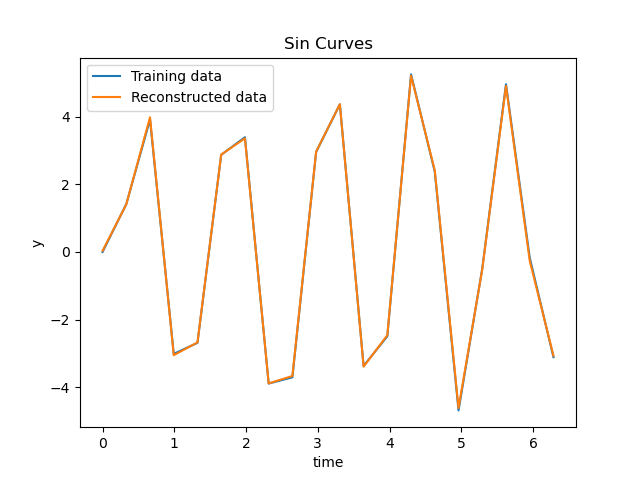 Sin Curves
Training data
Reconstructed data
y
4
2
0
−2
−4
0 1 2 3 4 5 6
time